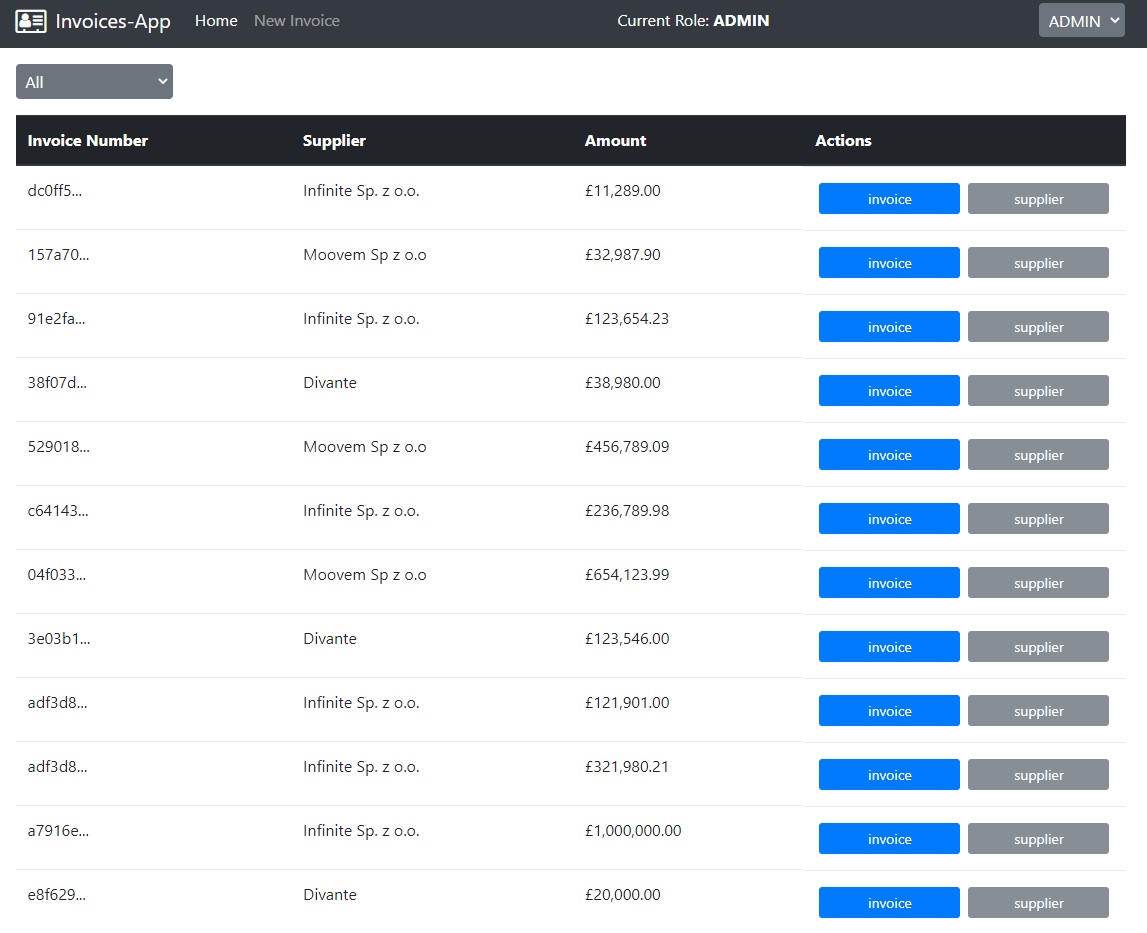 Invoices-App Home New Invoice Current Role: ADMIN ADMIN
All
Invoice Number Supplier Amount Actions
dc0ff5... Infinite Sp. z o.o. £11,289.00 invoice supplier
157a70... Moovem Sp z o.o £32,987.90 invoice supplier
91e2fa... Infinite Sp. z o.o. £123,654.23 invoice supplier
38f07d... Divante £38,980.00 invoice supplier
529018... Moovem Sp z o.o £456,789.09 invoice supplier
c64143... Infinite Sp. z o.o. £236,789.98 invoice supplier
04f033... Moovem Sp z o.o £654,123.99 invoice supplier
3e03b1... Divante £123,546.00 invoice supplier
adf3d8... Infinite Sp. z o.o. £121,901.00 invoice supplier
adf3d8... Infinite Sp. z o.o. £321,980.21 invoice supplier
a7916e... Infinite Sp. z o.o. £1,000,000.00 invoice supplier
e8f629... Divante £20,000.00 invoice supplier